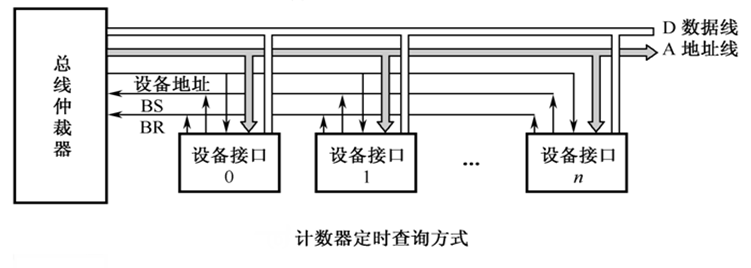 D 数据线
A 地址线
总线仲裁器
设备地址
BS
BR
设备接口
0
设备接口
1
...
设备接口
n
计数器定时查询方式